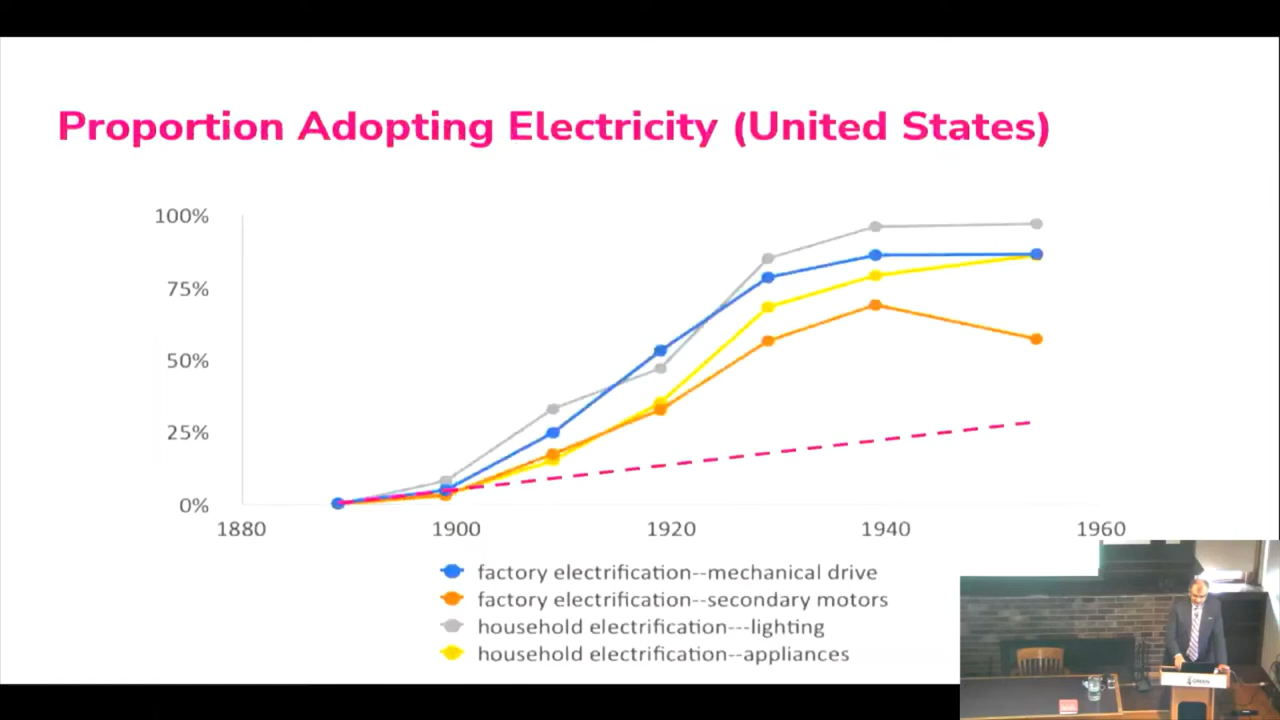 Proportion Adopting Electricity (United States)
100%
75%
50%
25%
0%
1880 1900 1920 1940 1960
factory electrification--mechanical drive
factory electrification--secondary motors
household electrification---lighting
household electrification--appliances
GREEN